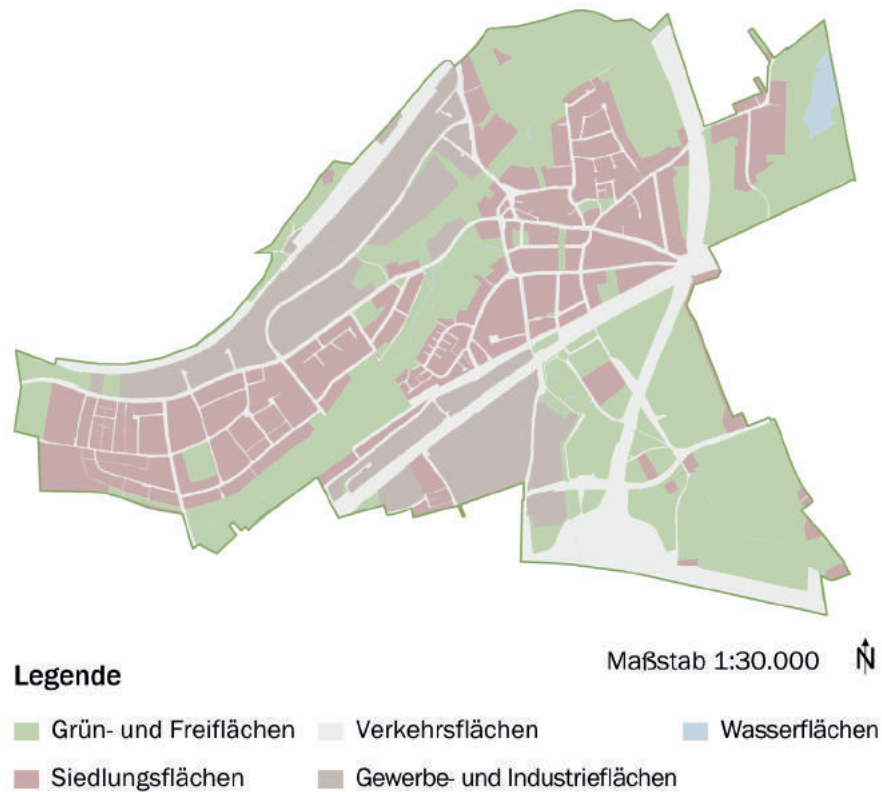 Maßstab 1:30.000 N
Legende
Grün- und Freiflächen Verkehrsflächen Wasserflächen
Siedlungsflächen Gewerbe- und Industrieflächen